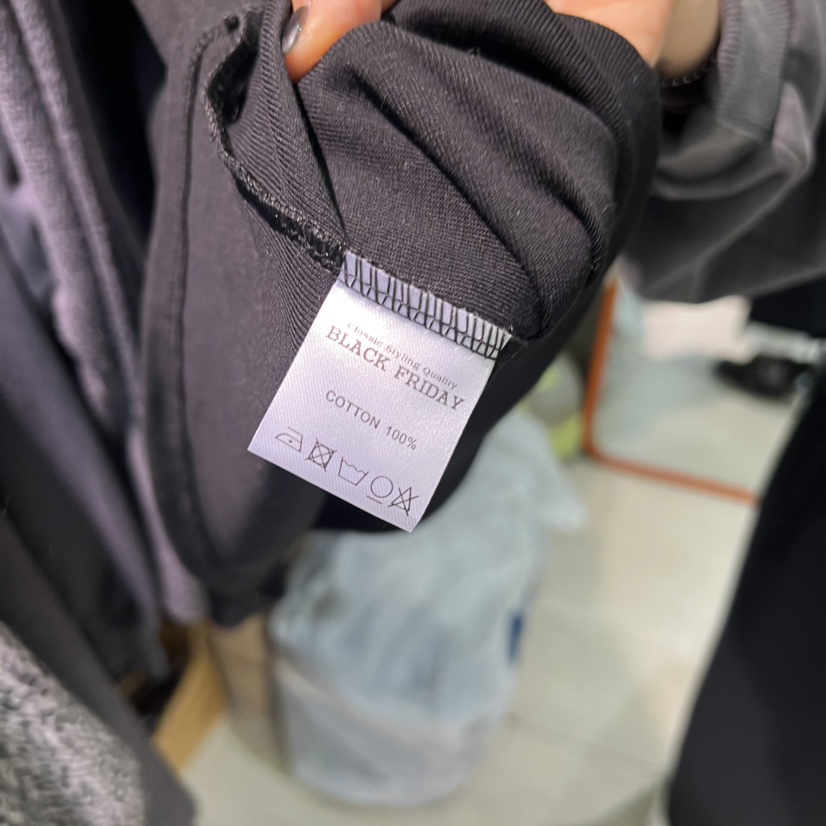 Classic Styling Quality
BLACK FRIDAY
COTTON 100%